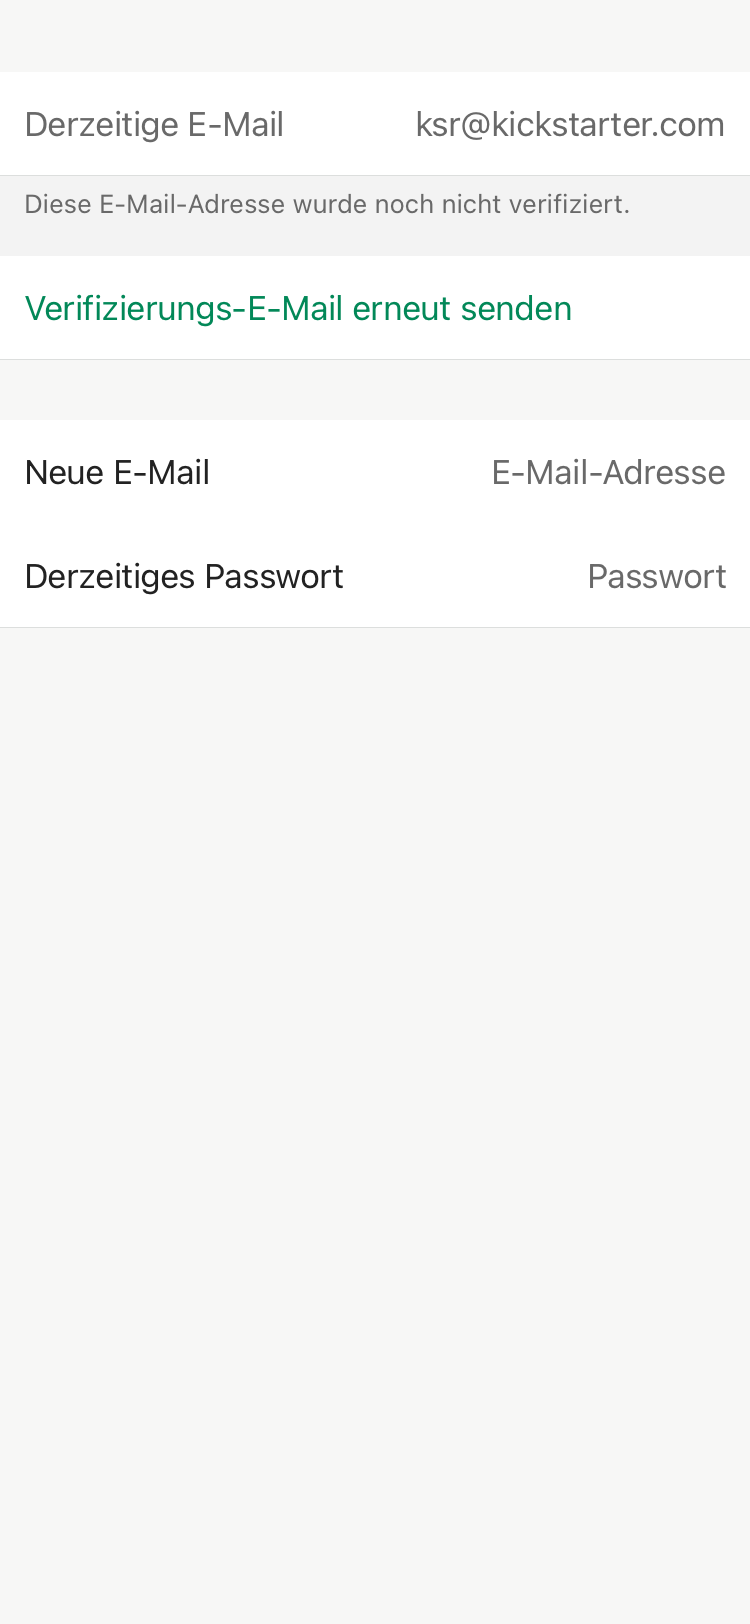 Derzeitige E-Mail ksr@kickstarter.com
Diese E-Mail-Adresse wurde noch nicht verifiziert.
Verifizierungs-E-Mail erneut senden
Neue E-Mail E-Mail-Adresse
Derzeitiges Passwort Passwort